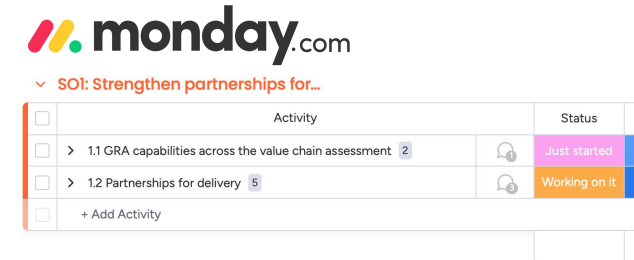 monday.com
SO1: Strengthen partnerships for...
Activity Status
1.1 GRA capabilities across the value chain assessment 2 1 Just started
1.2 Partnerships for delivery 5 3 Working on it
+ Add Activity